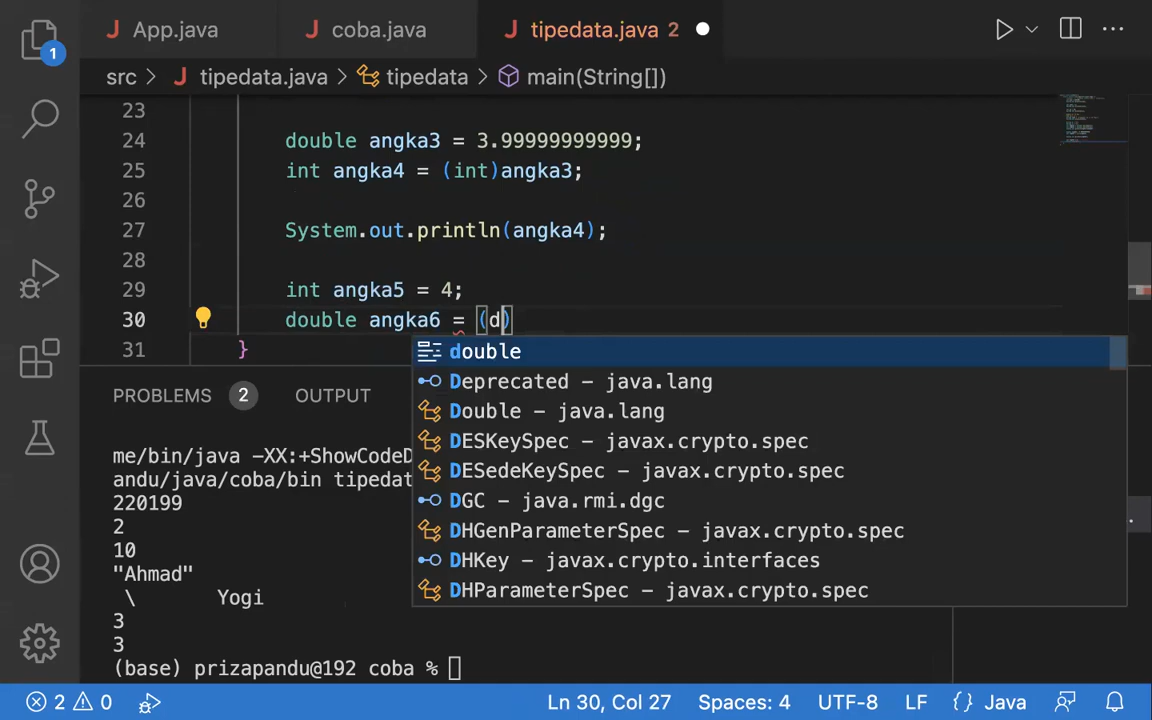 App.java
coba.java
tipedata.java 2
1
src > tipedata.java > tipedata > main(String[])
23
24 double angka3 = 3.99999999999;
25 int angka4 = (int)angka3;
26
27 System.out.println(angka4);
28
29 int angka5 = 4;
30 double angka6 = (d)
31 }
double
Deprecated – java.lang
Double – java.lang
DESKeySpec – javax.crypto.spec
DESedeKeySpec – javax.crypto.spec
DGC – java.rmi.dgc
DHGenParameterSpec – javax.crypto.spec
DHKey – javax.crypto.interfaces
DHParameterSpec – javax.crypto.spec
PROBLEMS 2 OUTPUT
me/bin/java -XX:+ShowCodeD
andu/java/coba/bin tipedat
220199
2
10
"Ahmad"
\ Yogi
3
3
(base) prizapandu@192 coba %
2 0 Ln 30, Col 27 Spaces: 4 UTF-8 LF {} Java